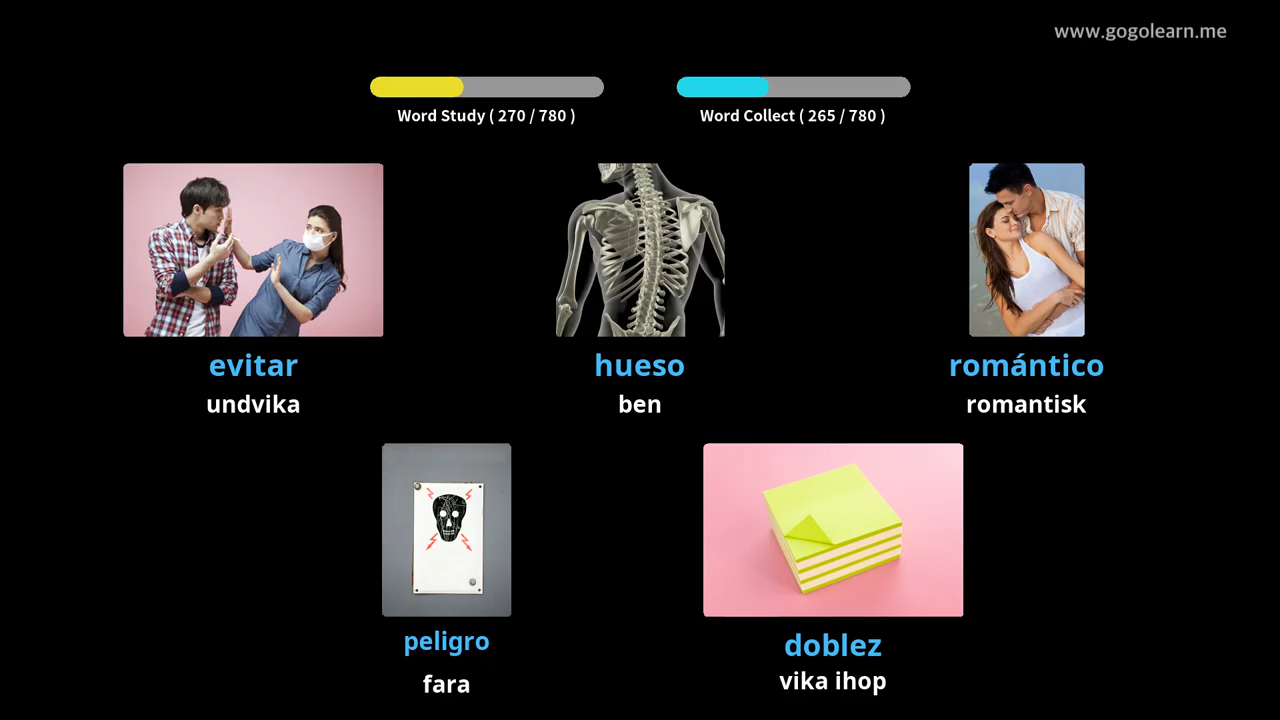 www.gogolearn.me
Word Study ( 270 / 780 )
Word Collect ( 265 / 780 )
evitar
undvika
hueso
ben
romántico
romantisk
peligro
fara
doblez
vika ihop